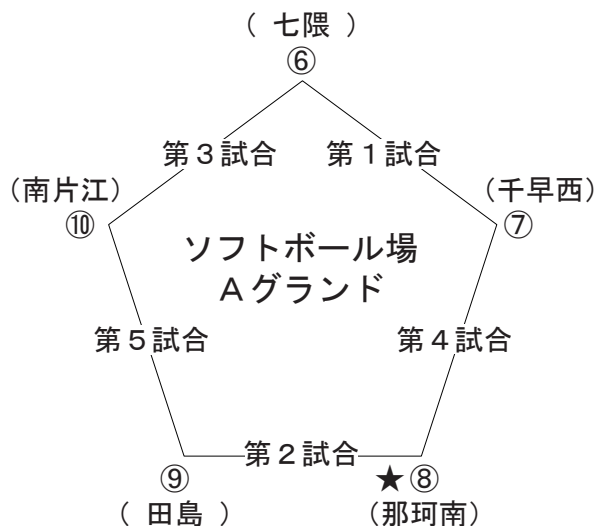 （ 七隈 ）
⑥
第３試合
第１試合
（南片江）
⑩
（千早西）
⑦
ソフトボール場
Ａグランド
第５試合
第４試合
第２試合
⑨
（ 田島 ）
★⑧
（那珂南）